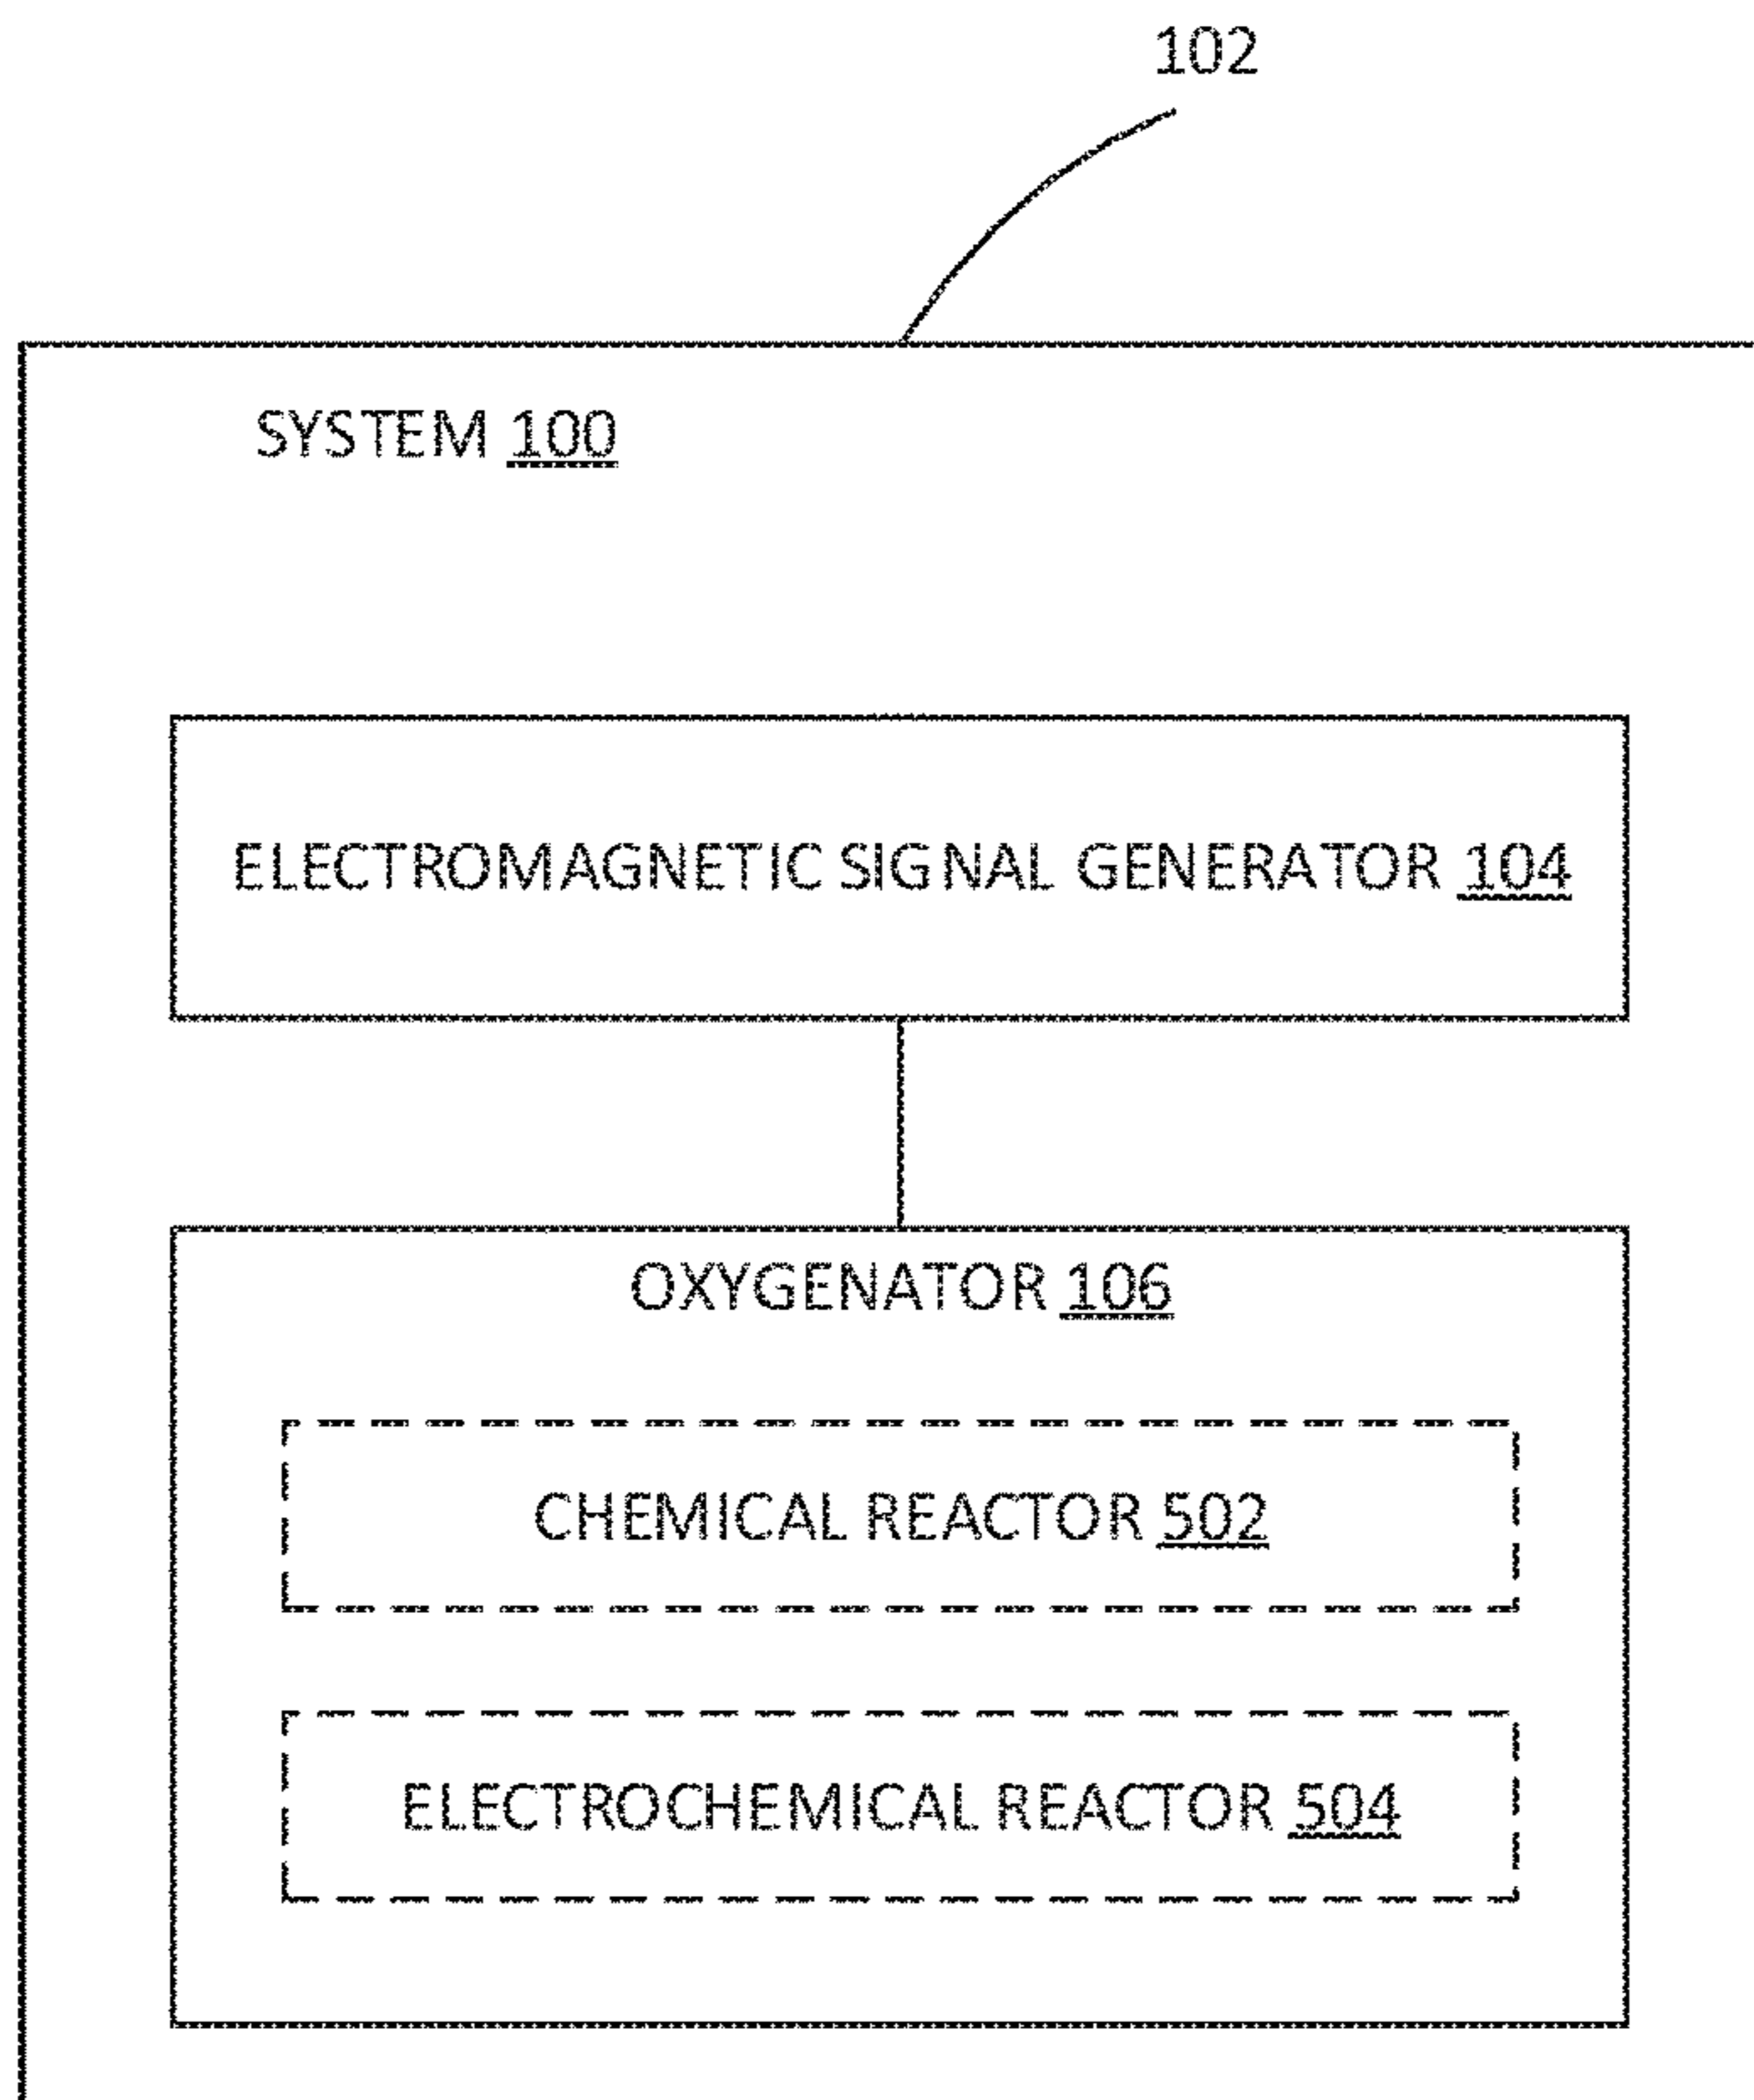 102
SYSTEM 100
ELECTROMAGNETIC SIGNAL GENERATOR 104
OXYGENATOR 106
CHEMICAL REACTOR 502
ELECTROCHEMICAL REACTOR 504